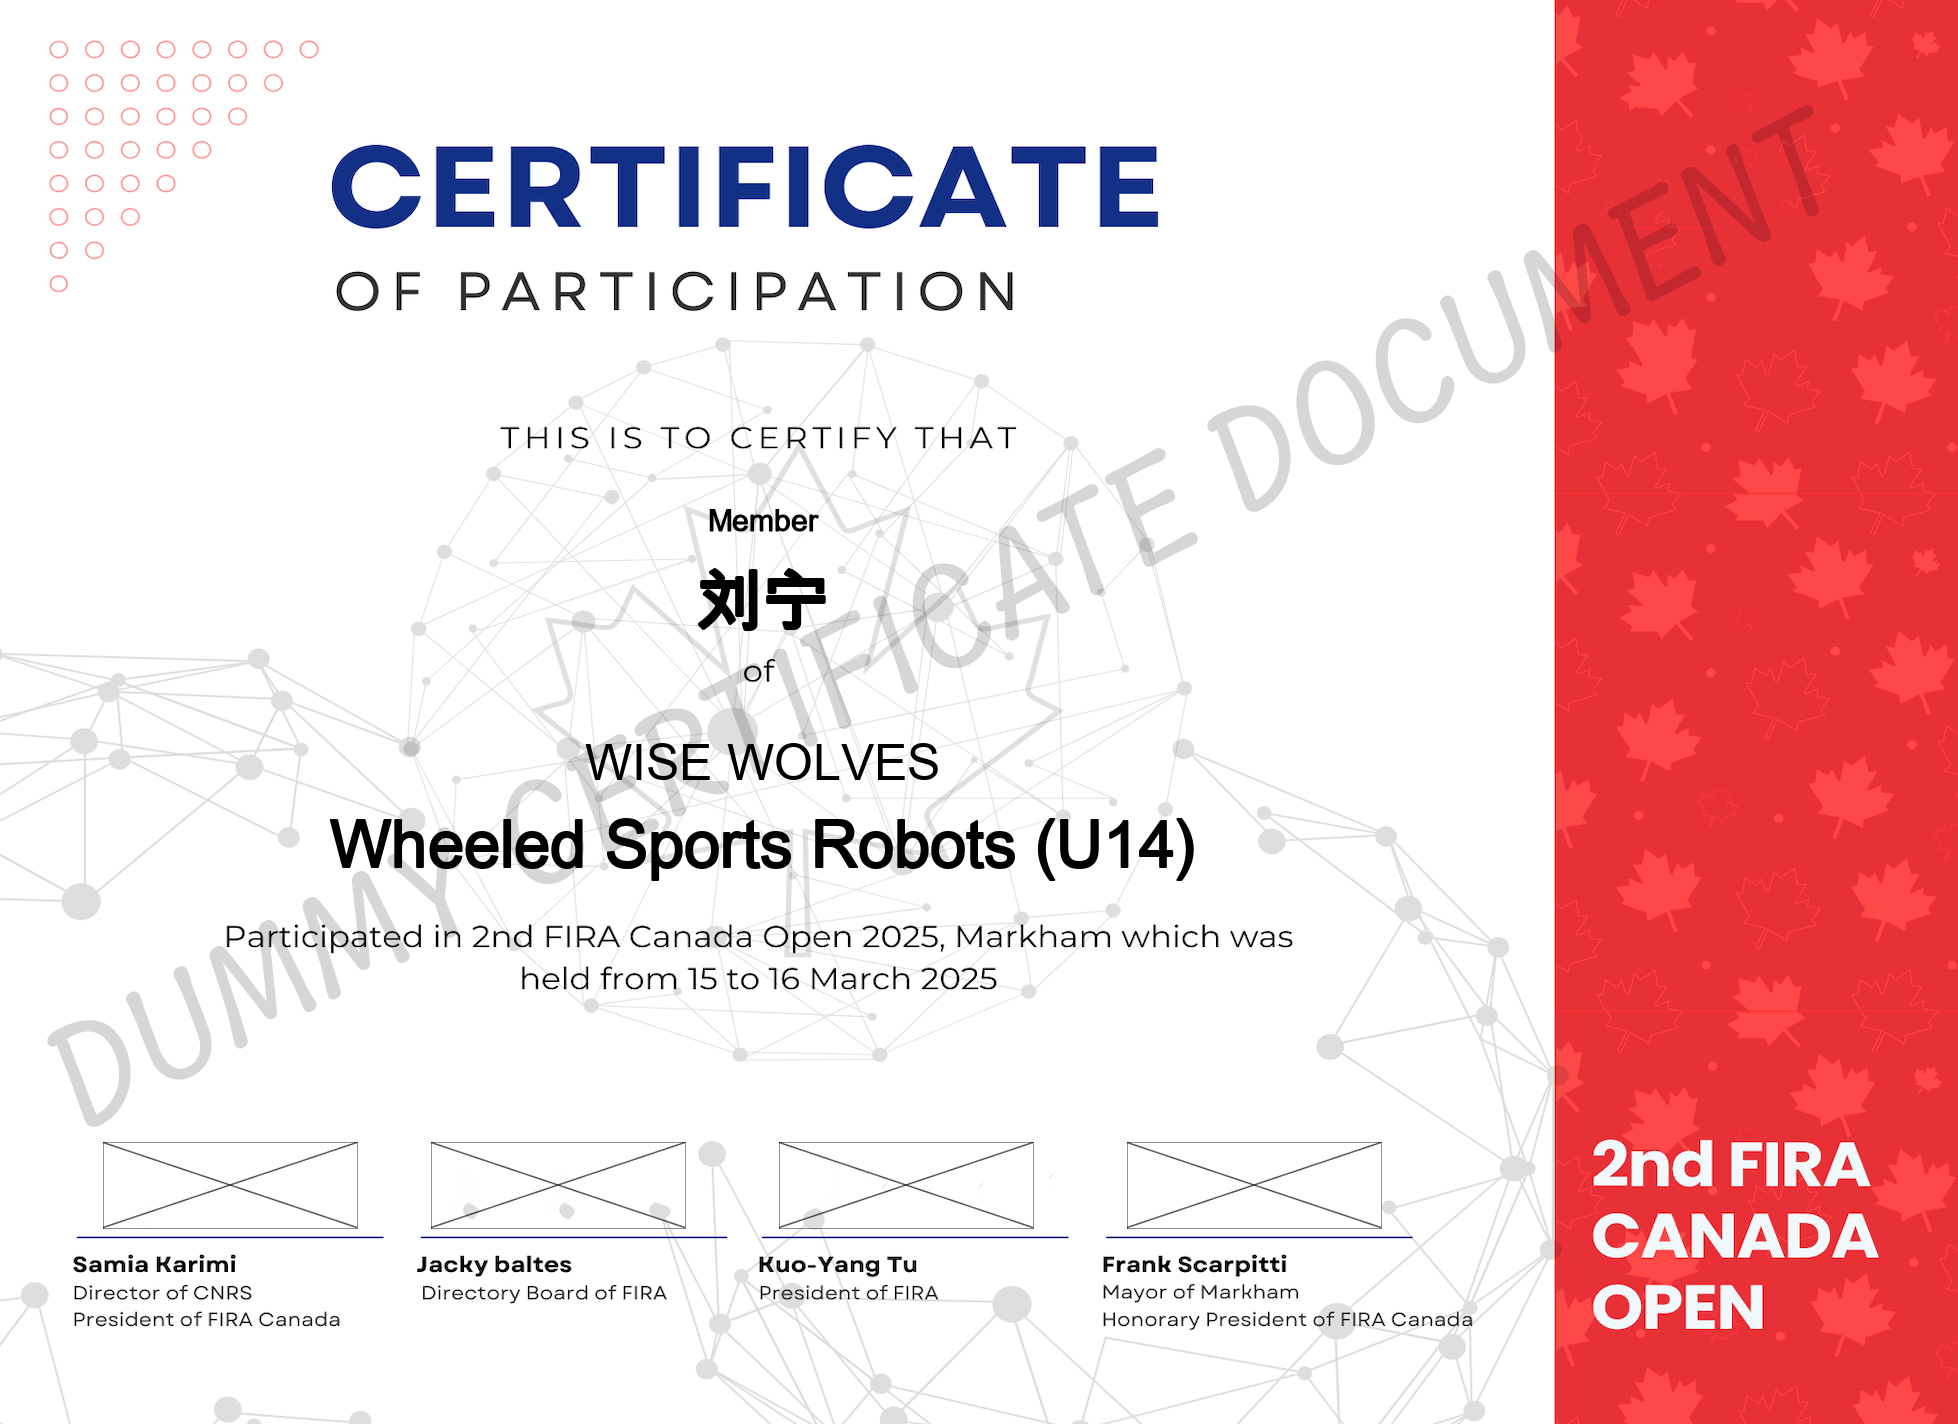 CERTIFICATE
OF PARTICIPATION
THIS IS TO CERTIFY THAT
Member
刘宁
of
WISE WOLVES
Wheeled Sports Robots (U14)
Participated in 2nd FIRA Canada Open 2025, Markham which was
held from 15 to 16 March 2025
DUMMY CERTIFICATE DOCUMENT
Samia Karimi
Director of CNRS
President of FIRA Canada
Jacky baltes
Directory Board of FIRA
Kuo-Yang Tu
President of FIRA
Frank Scarpitti
Mayor of Markham
Honorary President of FIRA Canada
2nd FIRA
CANADA
OPEN